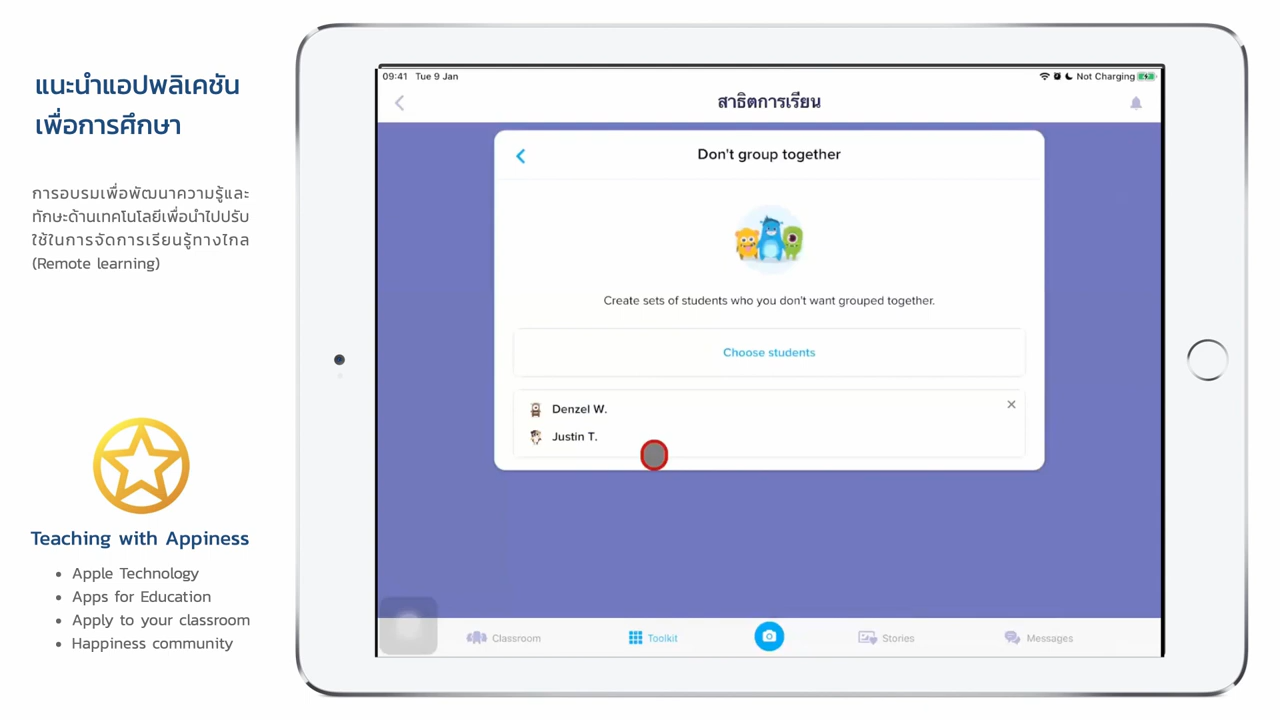 แนะนำแอปพลิเคชัน
เพื่อการศึกษา
การอบรมเพื่อพัฒนาความรู้และ
ทักษะด้านเทคโนโลยีเพื่อนำไปปรับ
ใช้ในการจัดการเรียนรู้ทางไกล
(Remote learning)
Teaching with Appiness
• Apple Technology
• Apps for Education
• Apply to your classroom
• Happiness community
09:41 Tue 9 Jan
Not Charging
สาธิตการเรียน
Don't group together
Create sets of students who you don't want grouped together.
Choose students
Denzel W.
Justin T.
Classroom
Toolkit
Stories
Messages